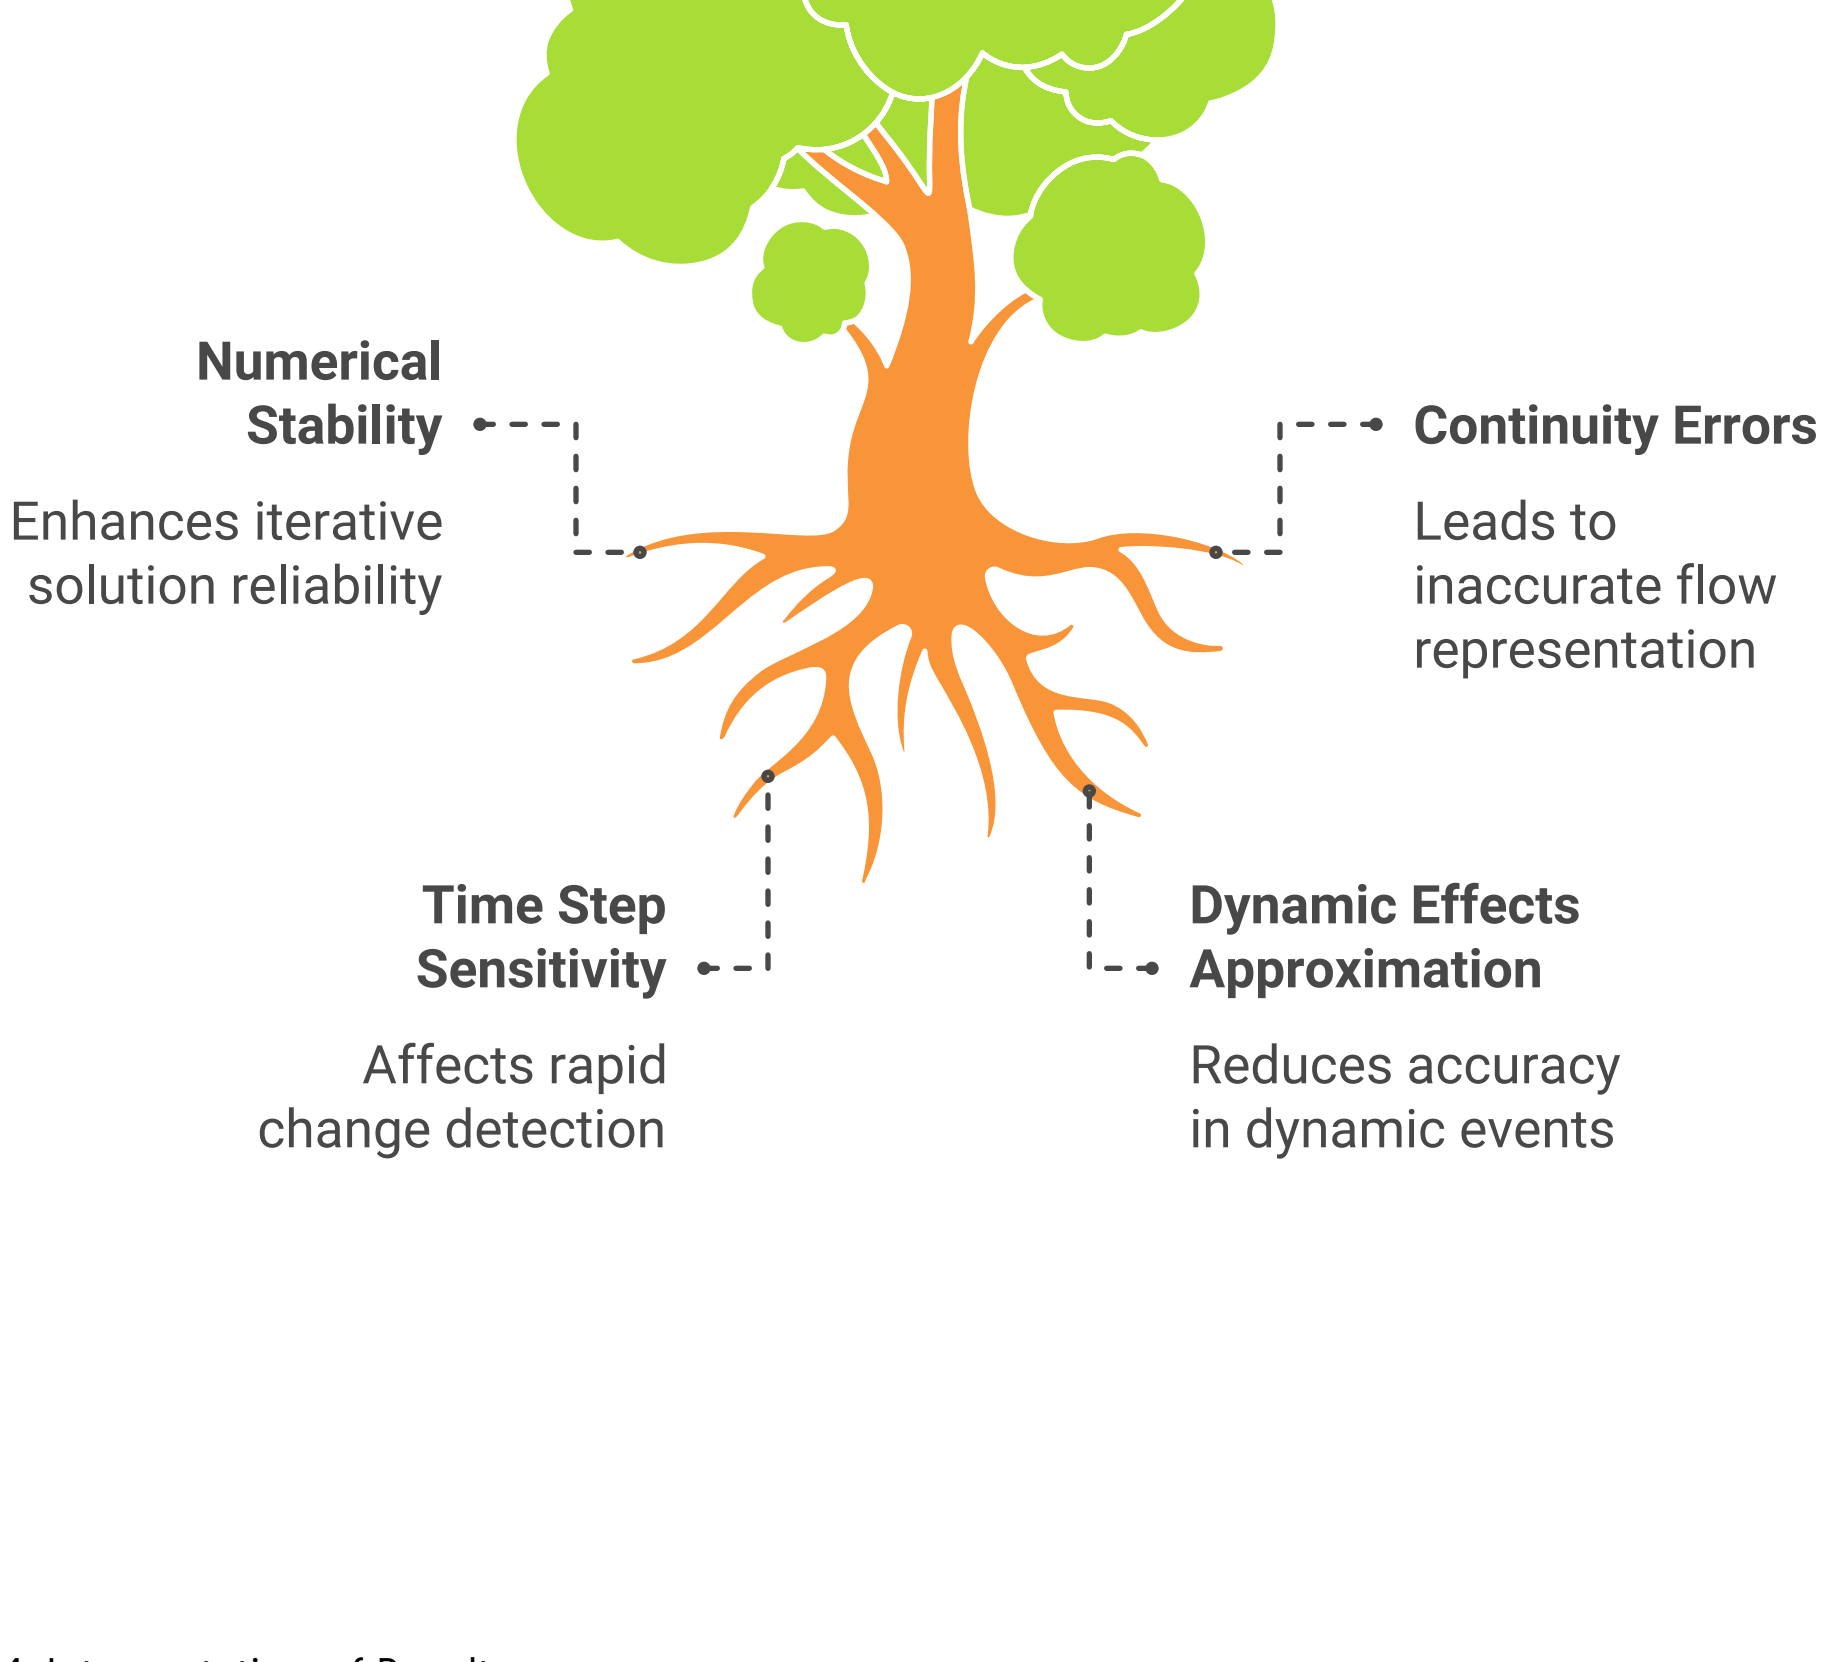 Numerical
Stability
Enhances iterative
solution reliability
Continuity Errors
Leads to
inaccurate flow
representation
Time Step
Sensitivity
Affects rapid
change detection
Dynamic Effects
Approximation
Reduces accuracy
in dynamic events